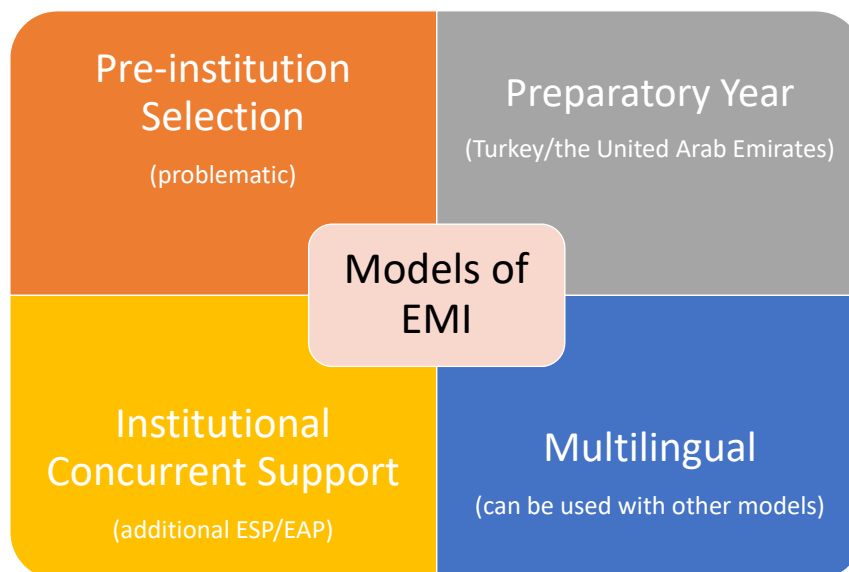 Pre-institution
Selection
(problematic)
Preparatory Year
(Turkey/the United Arab Emirates)
Models of
EMI
Institutional
Concurrent Support
(additional ESP/EAP)
Multilingual
(can be used with other models)